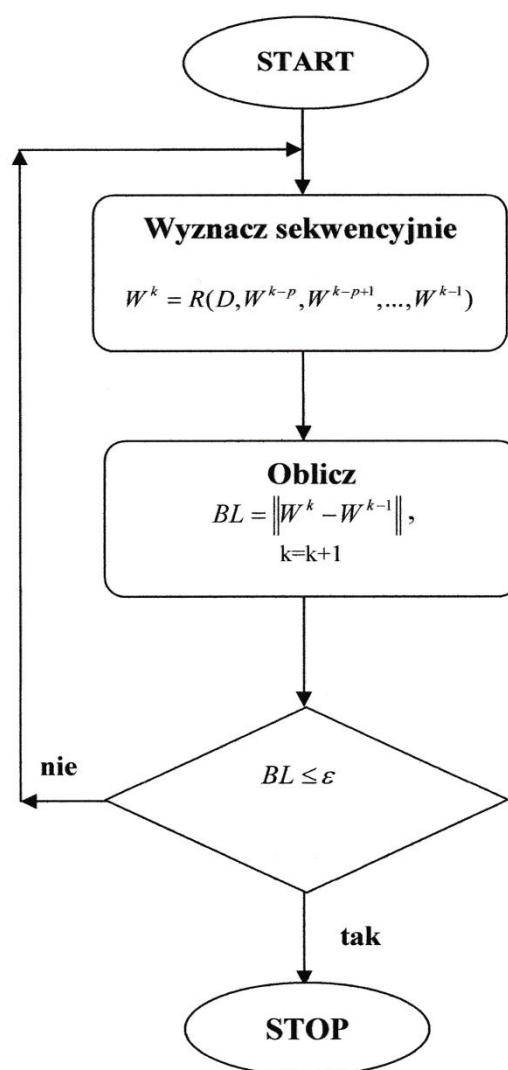 START
Wyznacz sekwencyjnie
W^k = R(D, W^{k-p}, W^{k-p+1}, ..., W^{k-1})
Oblicz
BL = ‖W^k − W^{k-1}‖ ,
k=k+1
BL ≤ ε
nie
tak
STOP